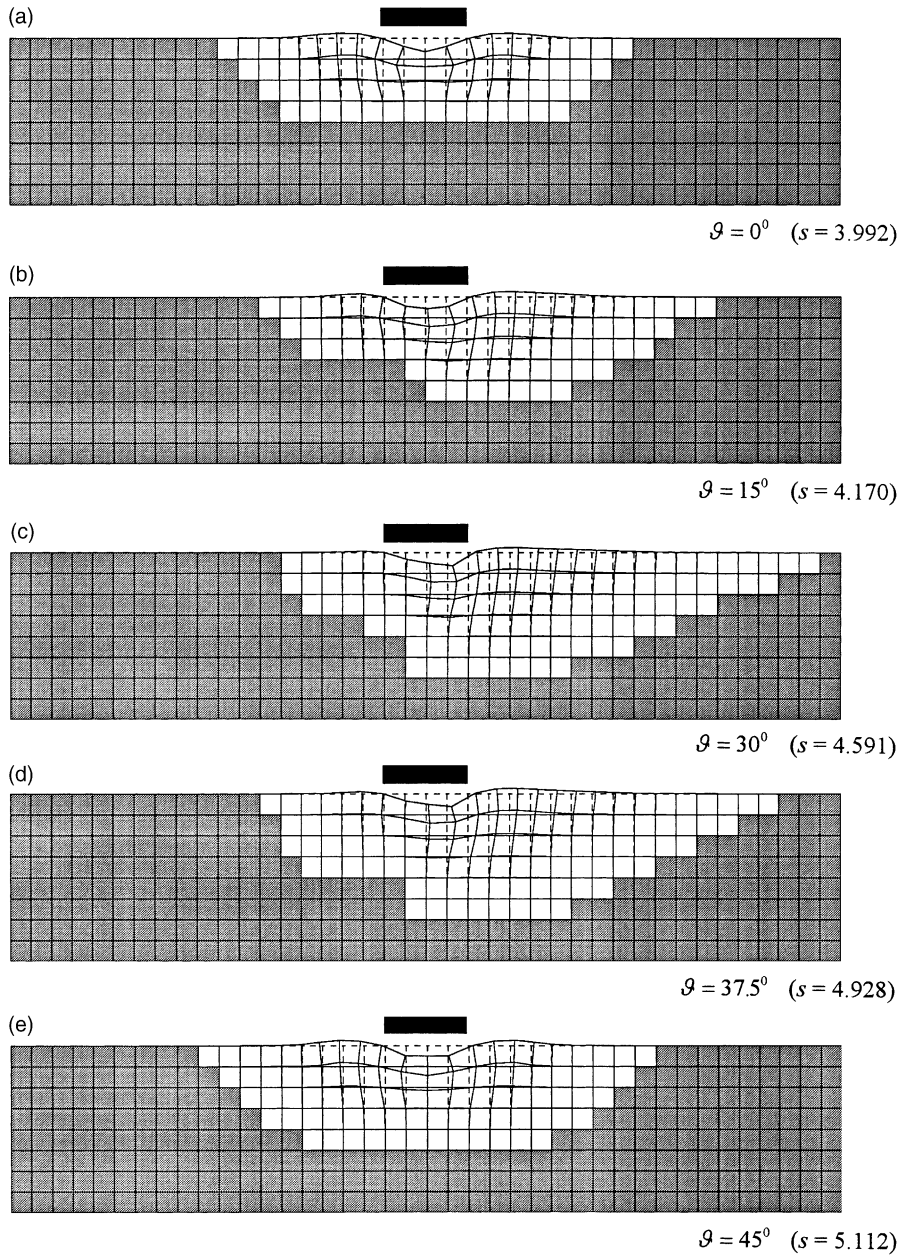 (a)
ϑ = 0⁰ (s = 3.992)
(b)
ϑ = 15⁰ (s = 4.170)
(c)
ϑ = 30⁰ (s = 4.591)
(d)
ϑ = 37.5⁰ (s = 4.928)
(e)
ϑ = 45⁰ (s = 5.112)